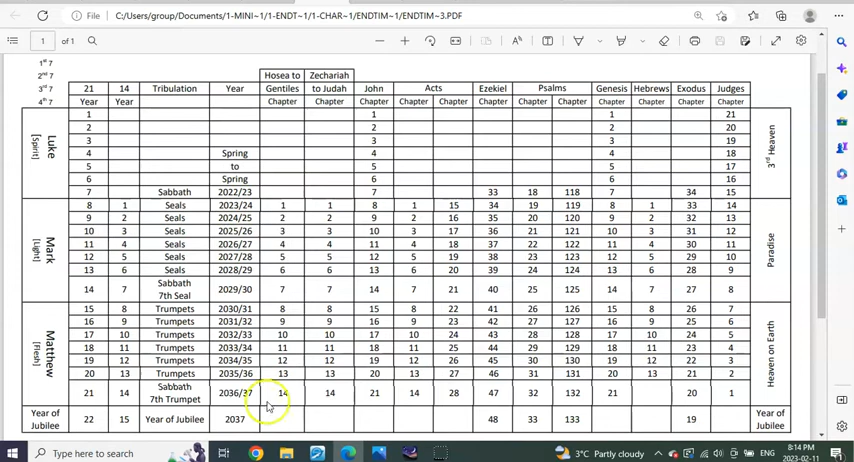 File | C:/Users/group/Documents/1-MINI~1/1-ENDT~1/1-CHAR~1/ENDTIM~1/ENDTIM~3.PDF
1 of 1
1st 7
2nd 7 Hosea to Zechariah
3rd 7 21 14 Tribulation Year Gentiles to Judah John Acts Ezekiel Psalms Genesis Hebrews Exodus Judges
4th 7 Year Year Chapter Chapter Chapter Chapter Chapter Chapter Chapter Chapter Chapter Chapter Chapter Chapter
Luke
[Spirit]
1 1 1 21
2 2 2 20
3 3 3 19
4 Spring 4 4 18
5 to 5 5 17
6 Spring 6 6 16
7 Sabbath 2022/23 7 33 18 118 7 34 15
3rd Heaven
Mark
[Light]
8 1 Seals 2023/24 1 1 8 1 15 34 19 119 8 1 33 14
9 2 Seals 2024/25 2 2 9 2 16 35 20 120 9 2 32 13
10 3 Seals 2025/26 3 3 10 3 17 36 21 121 10 3 31 12
11 4 Seals 2026/27 4 4 11 4 18 37 22 122 11 4 30 11
12 5 Seals 2027/28 5 5 12 5 19 38 23 123 12 5 29 10
13 6 Seals 2028/29 6 6 13 6 20 39 24 124 13 6 28 9
14 7 Sabbath 2029/30 7 7 14 7 21 40 25 125 14 7 27 8
7th Seal
Paradise
Matthew
[Flesh]
15 8 Trumpets 2030/31 8 8 15 8 22 41 26 126 15 8 26 7
16 9 Trumpets 2031/32 9 9 16 9 23 42 27 127 16 9 25 6
17 10 Trumpets 2032/33 10 10 17 10 24 43 28 128 17 10 24 5
18 11 Trumpets 2033/34 11 11 18 11 25 44 29 129 18 11 23 4
19 12 Trumpets 2034/35 12 12 19 12 26 45 30 130 19 12 22 3
20 13 Trumpets 2035/36 13 13 20 13 27 46 31 131 20 13 21 2
21 14 Sabbath 2036/37 14 14 21 14 28 47 32 132 21 20 1
7th Trumpet
Heaven on Earth
Year of Jubilee 22 15 Year of Jubilee 2037 48 33 133 19 Year of Jubilee
Type here to search
3°C Partly cloudy
ENG
8:14 PM
2023-02-11